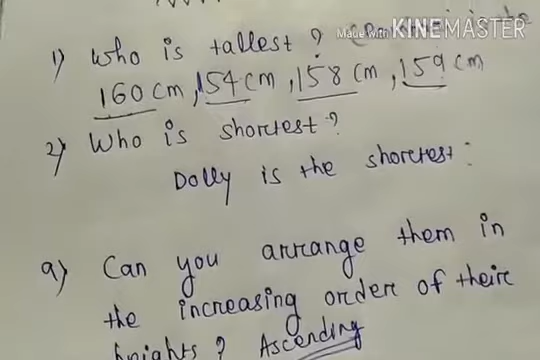 Made with KINEMASTER
1) Who is tallest ?
160 cm, 154 cm, 158 cm, 159 cm
2) Who is shortest ?
Dolly is the shortest :
a) Can you arrange them in
the increasing order of their
heights ? Ascending